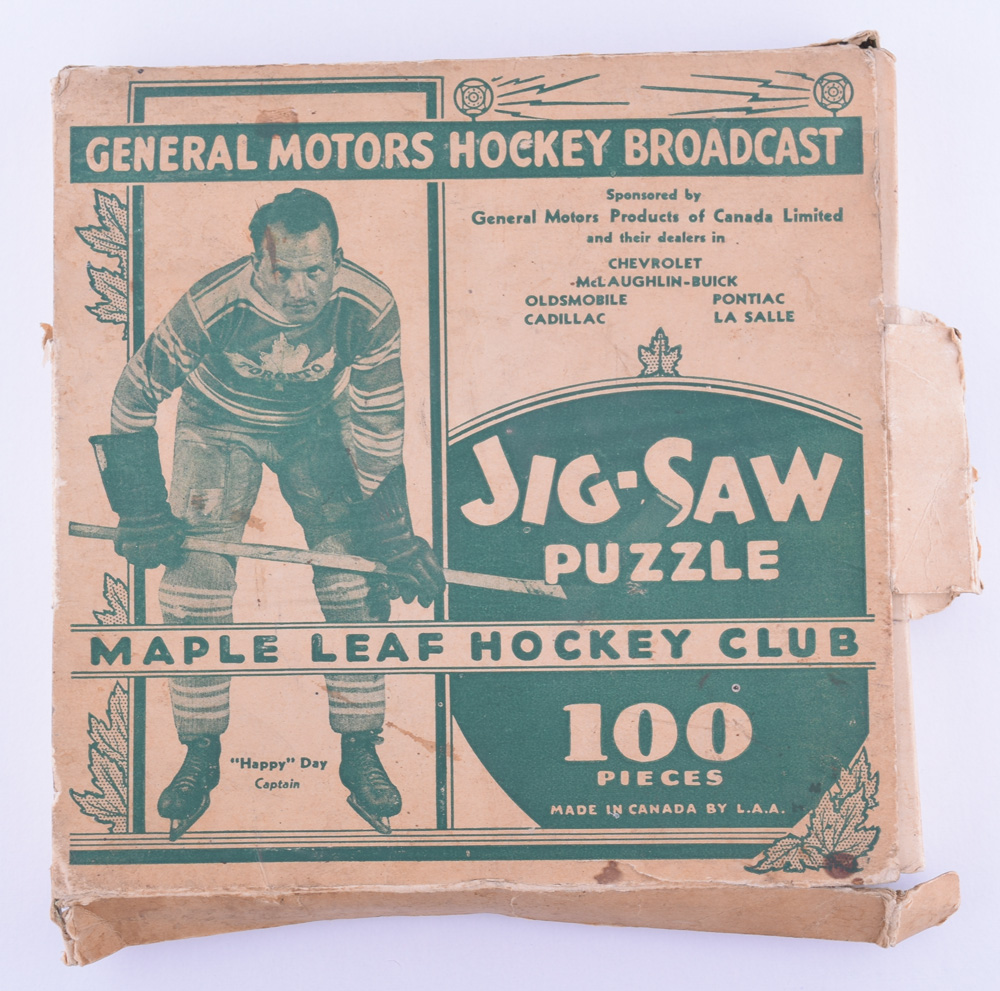 GENERAL MOTORS HOCKEY BROADCAST
Sponsored by
General Motors Products of Canada Limited
and their dealers in
CHEVROLET
-McLAUGHLIN-BUICK
OLDSMOBILE PONTIAC
CADILLAC LA SALLE
TORONTO
JIG-SAW
PUZZLE
MAPLE LEAF HOCKEY CLUB
100
PIECES
"Happy" Day
Captain
MADE IN CANADA BY L.A.A.